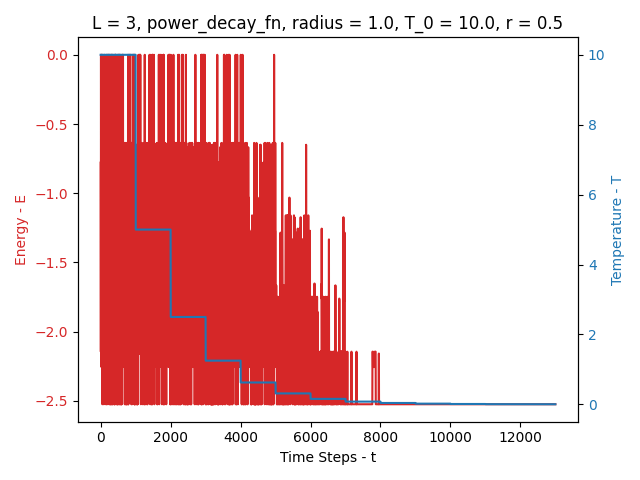 L = 3, power_decay_fn, radius = 1.0, T_0 = 10.0, r = 0.5
0.0
−0.5
−1.0
−1.5
−2.0
−2.5
Energy - E
10
8
6
4
2
0
Temperature - T
0 2000 4000 6000 8000 10000 12000
Time Steps - t